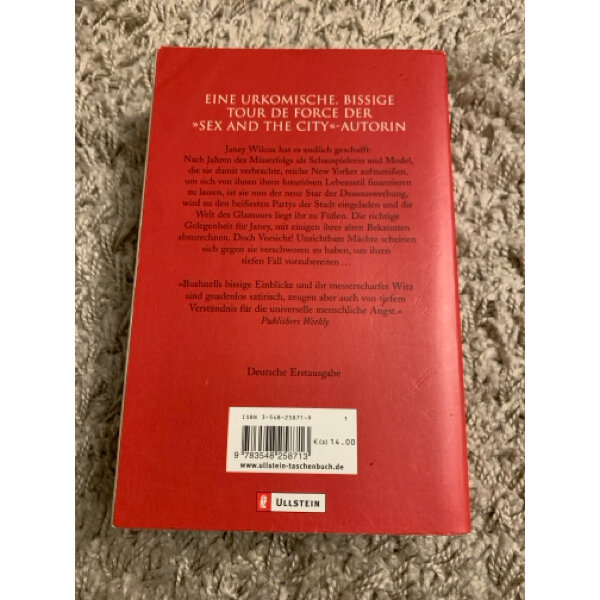 EINE URKOMISCHE, BISSIGE
TOUR DE FORCE DER
»SEX AND THE CITY«-AUTORIN
Janey Wilcox hat es endlich geschafft:
Nach Jahren des Misserfolgs als Schauspielerin und Model,
die sie damit verbrachte, reiche New Yorker aufzureißen,
um sich von ihnen ihren luxuriösen Lebensstil finanzieren
zu lassen, ist sie nun der neue Star der Dessouswerbung,
wird zu den heißesten Partys der Stadt eingeladen und die
Welt des Glamours liegt ihr zu Füßen. Die richtige
Gelegenheit für Janey, mit einigen ihrer alten Bekannten
abzurechnen. Doch Vorsicht! Unsichtbare Mächte scheinen
sich gegen sie verschworen zu haben, um ihren
tiefen Fall vorzubereiten ...
»Bushnells bissige Einblicke und ihr messerscharfer Witz
sind gnadenlos satirisch, zeugen aber auch von tiefem
Verständnis für die universelle menschliche Angst.«
Publishers Weekly
Deutsche Erstausgabe
ISBN 3-548-25871-9
1
€ (D) 14.00
9 783548 258713
www.ullstein-taschenbuch.de
ULLSTEIN